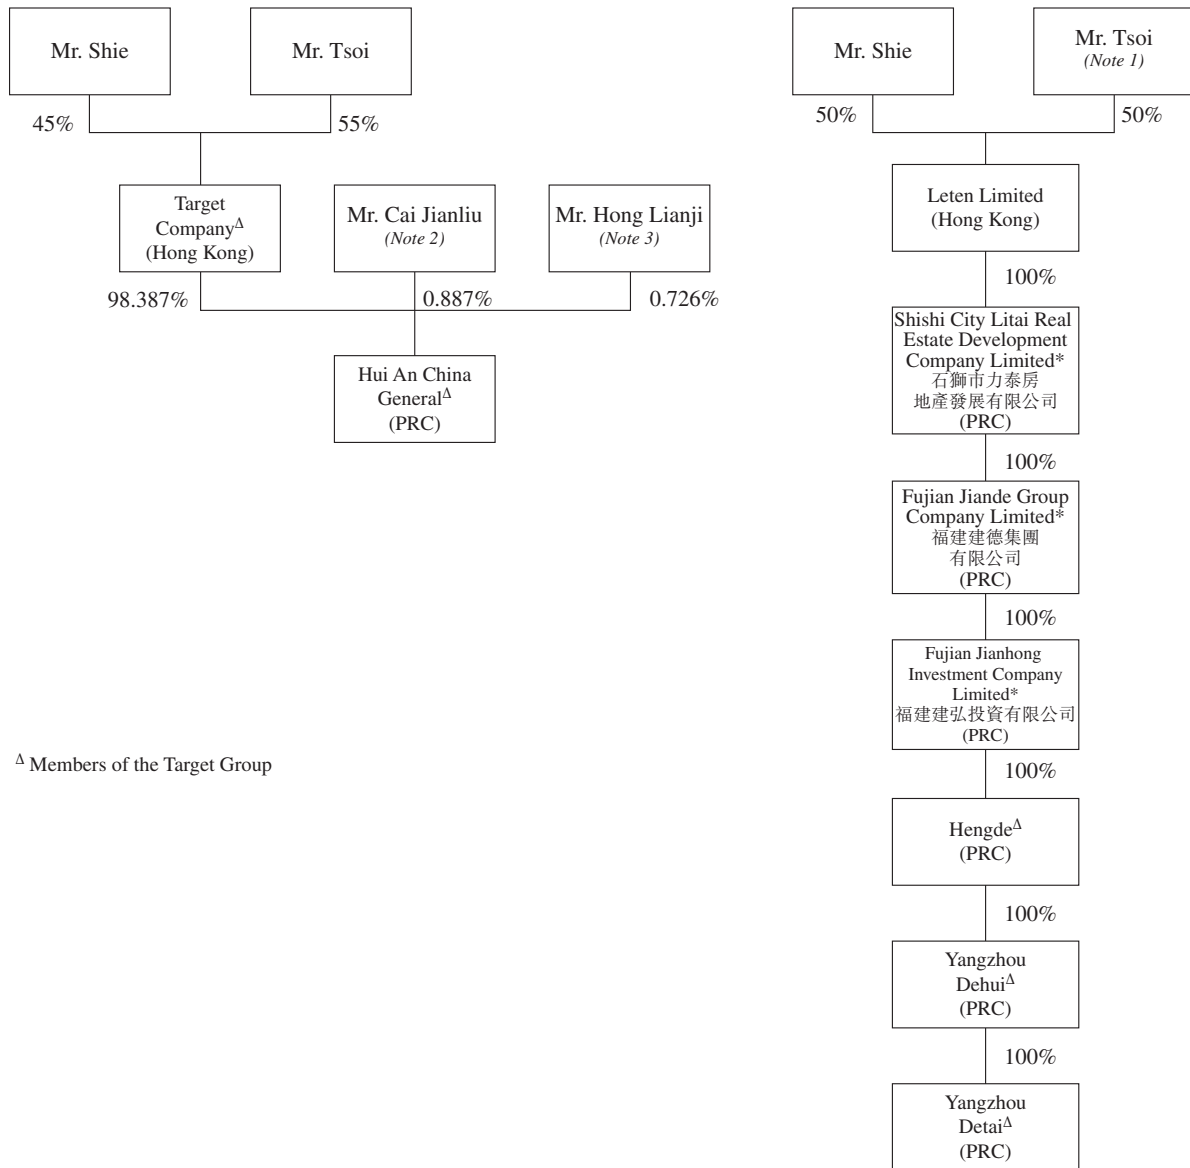 Mr. Shie
Mr. Tsoi
45%
55%
Target
Company^Δ
(Hong Kong)
Mr. Cai Jianliu
(Note 2)
Mr. Hong Lianji
(Note 3)
98.387%
0.887%
0.726%
Hui An China
General^Δ
(PRC)
Δ Members of the Target Group
Mr. Shie
Mr. Tsoi
(Note 1)
50%
50%
Leten Limited
(Hong Kong)
100%
Shishi City Litai Real
Estate Development
Company Limited*
石獅市力泰房
地產發展有限公司
(PRC)
100%
Fujian Jiande Group
Company Limited*
福建建德集團
有限公司
(PRC)
100%
Fujian Jianhong
Investment Company
Limited*
福建建弘投資有限公司
(PRC)
100%
Hengde^Δ
(PRC)
100%
Yangzhou
Dehui^Δ
(PRC)
100%
Yangzhou
Detai^Δ
(PRC)